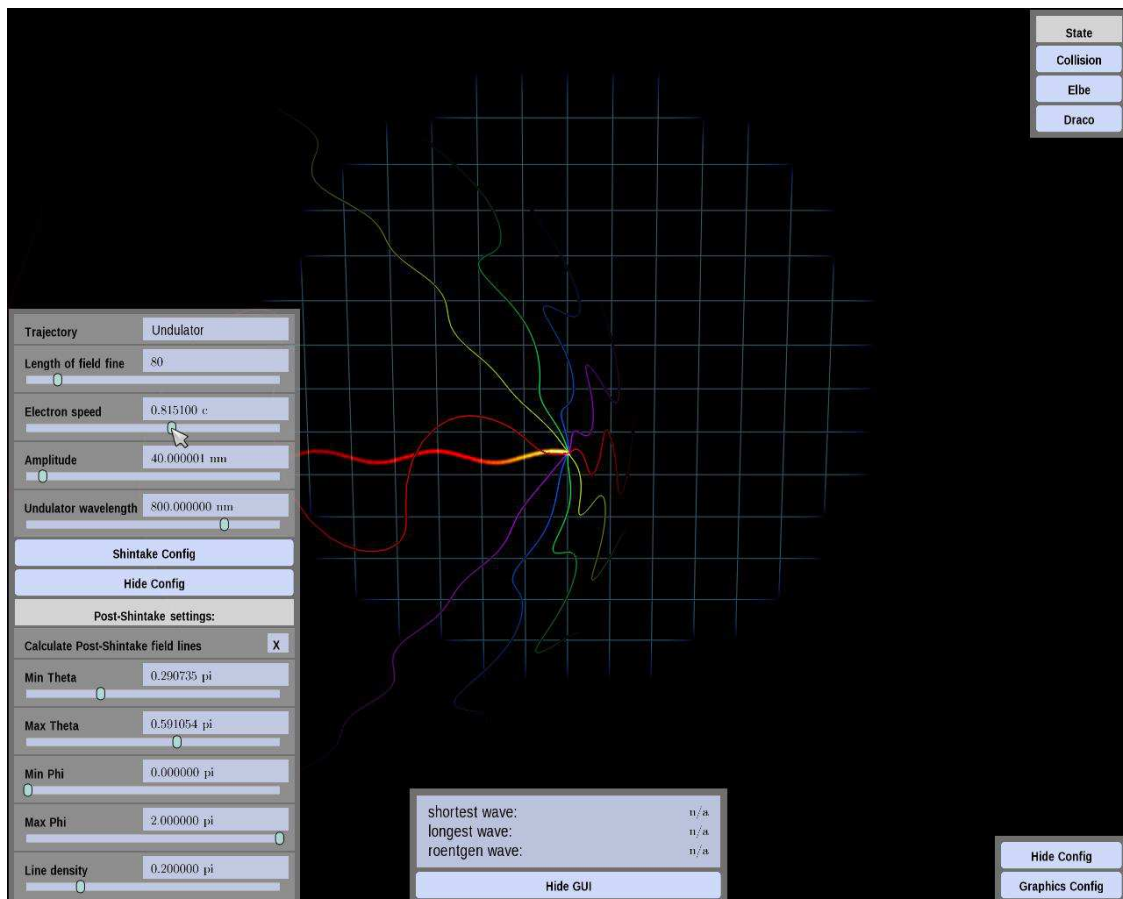 State
Collision
Elbe
Draco
Trajectory Undulator
Length of field fine 80
Electron speed 0.815100 c
Amplitude 40.000001 nm
Undulator wavelength 800.000000 nm
Shintake Config
Hide Config
Post-Shintake settings:
Calculate Post-Shintake field lines X
Min Theta 0.290735 pi
Max Theta 0.591054 pi
Min Phi 0.000000 pi
Max Phi 2.000000 pi
Line density 0.200000 pi
shortest wave: n/a
longest wave: n/a
roentgen wave: n/a
Hide GUI
Hide Config
Graphics Config